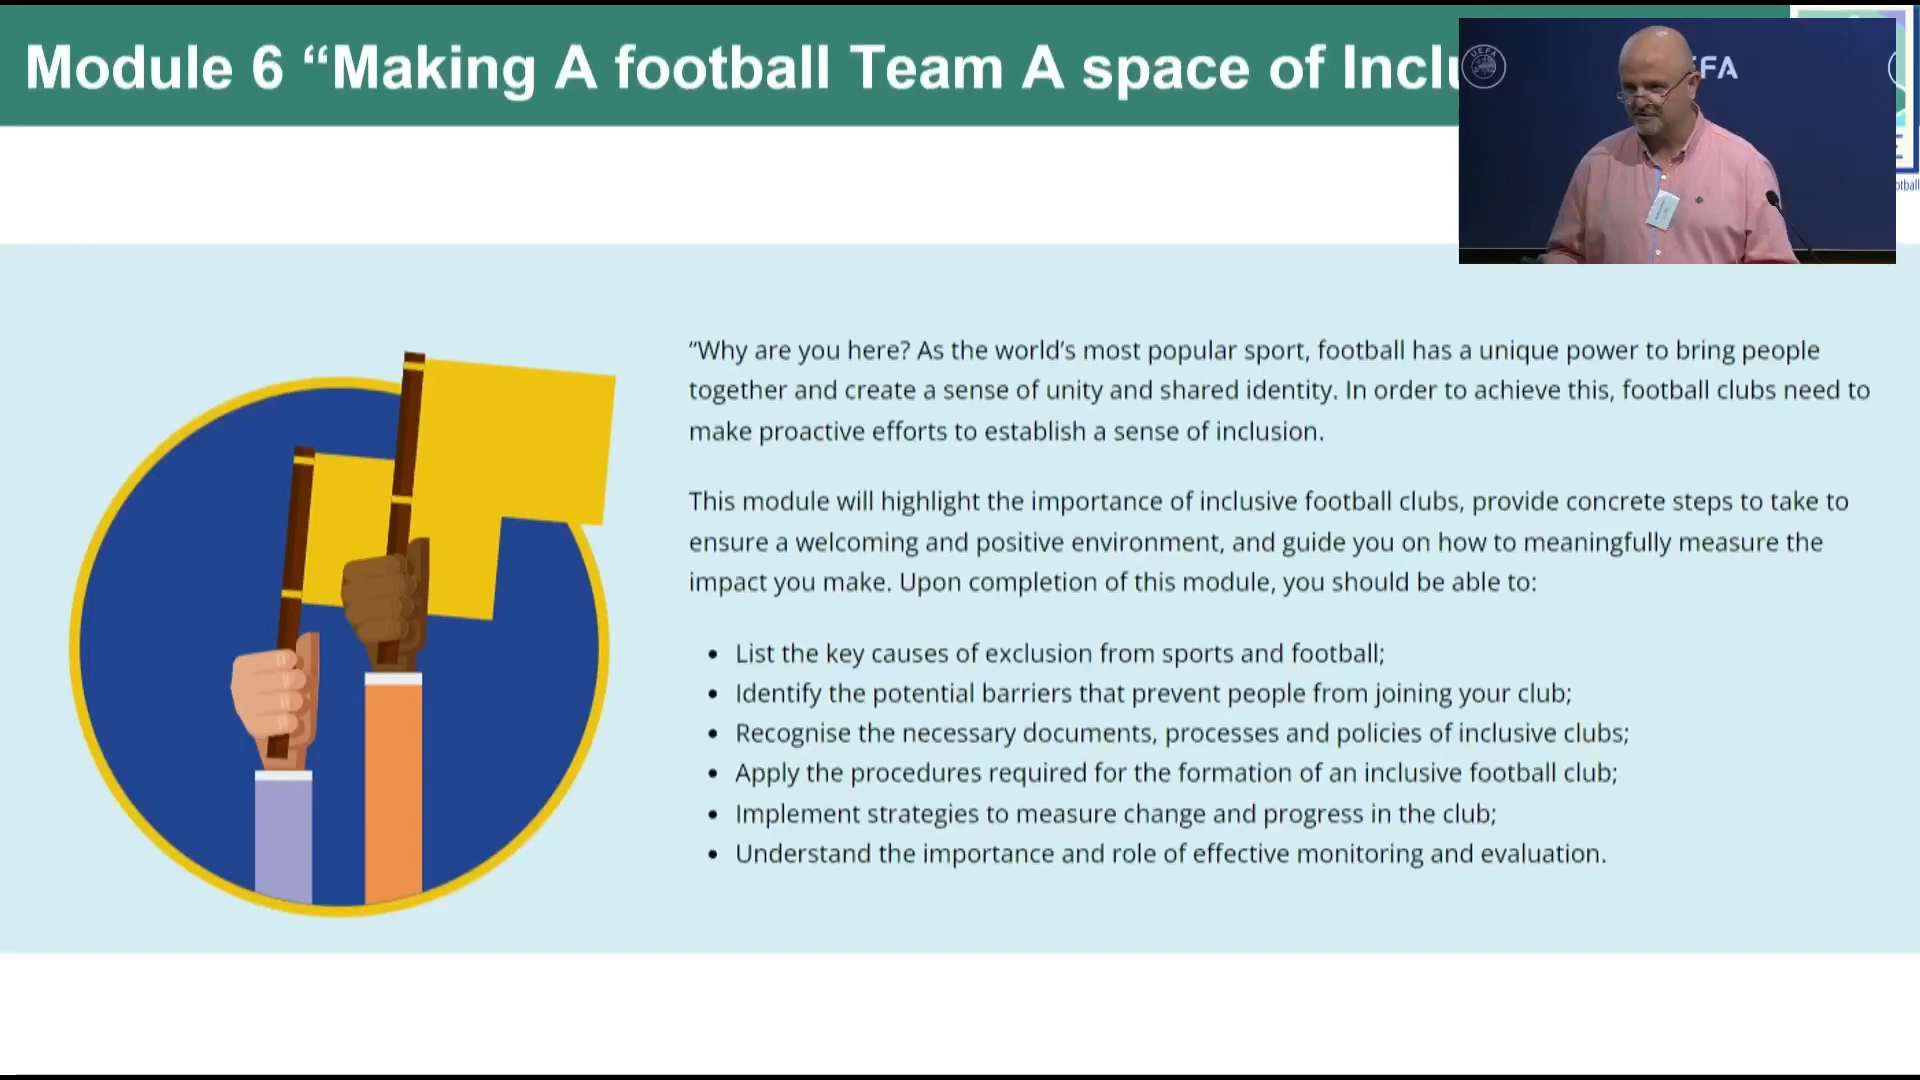 Module 6 “Making A football Team A space of Inclu
UEFA
FA
otball
“Why are you here? As the world’s most popular sport, football has a unique power to bring people
together and create a sense of unity and shared identity. In order to achieve this, football clubs need to
make proactive efforts to establish a sense of inclusion.
This module will highlight the importance of inclusive football clubs, provide concrete steps to take to
ensure a welcoming and positive environment, and guide you on how to meaningfully measure the
impact you make. Upon completion of this module, you should be able to:
• List the key causes of exclusion from sports and football;
• Identify the potential barriers that prevent people from joining your club;
• Recognise the necessary documents, processes and policies of inclusive clubs;
• Apply the procedures required for the formation of an inclusive football club;
• Implement strategies to measure change and progress in the club;
• Understand the importance and role of effective monitoring and evaluation.